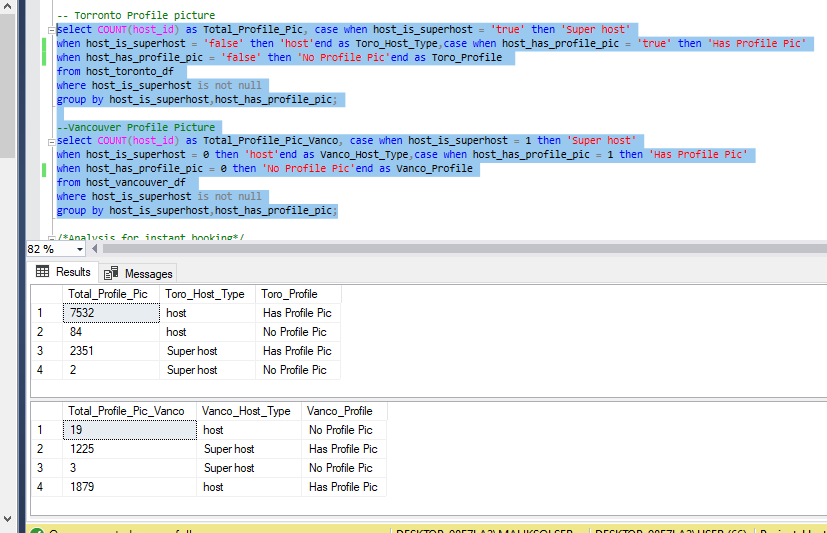 -- Torronto Profile picture
select COUNT(host_id) as Total_Profile_Pic, case when host_is_superhost = 'true' then 'Super host'
when host_is_superhost = 'false' then 'host'end as Toro_Host_Type,case when host_has_profile_pic = 'true' then 'Has Profile Pic'
when host_has_profile_pic = 'false' then 'No Profile Pic'end as Toro_Profile
from host_toronto_df
where host_is_superhost is not null
group by host_is_superhost,host_has_profile_pic;
--Vancouver Profile Picture
select COUNT(host_id) as Total_Profile_Pic_Vanco, case when host_is_superhost = 1 then 'Super host'
when host_is_superhost = 0 then 'host'end as Vanco_Host_Type,case when host_has_profile_pic = 1 then 'Has Profile Pic'
when host_has_profile_pic = 0 then 'No Profile Pic'end as Vanco_Profile
from host_vancouver_df
where host_is_superhost is not null
group by host_is_superhost,host_has_profile_pic;
/*Analysis for instant booking*/
82 %
Results Messages
Total_Profile_Pic Toro_Host_Type Toro_Profile
1 7532 host Has Profile Pic
2 84 host No Profile Pic
3 2351 Super host Has Profile Pic
4 2 Super host No Profile Pic
Total_Profile_Pic_Vanco Vanco_Host_Type Vanco_Profile
1 19 host No Profile Pic
2 1225 Super host Has Profile Pic
3 3 Super host No Profile Pic
4 1879 host Has Profile Pic